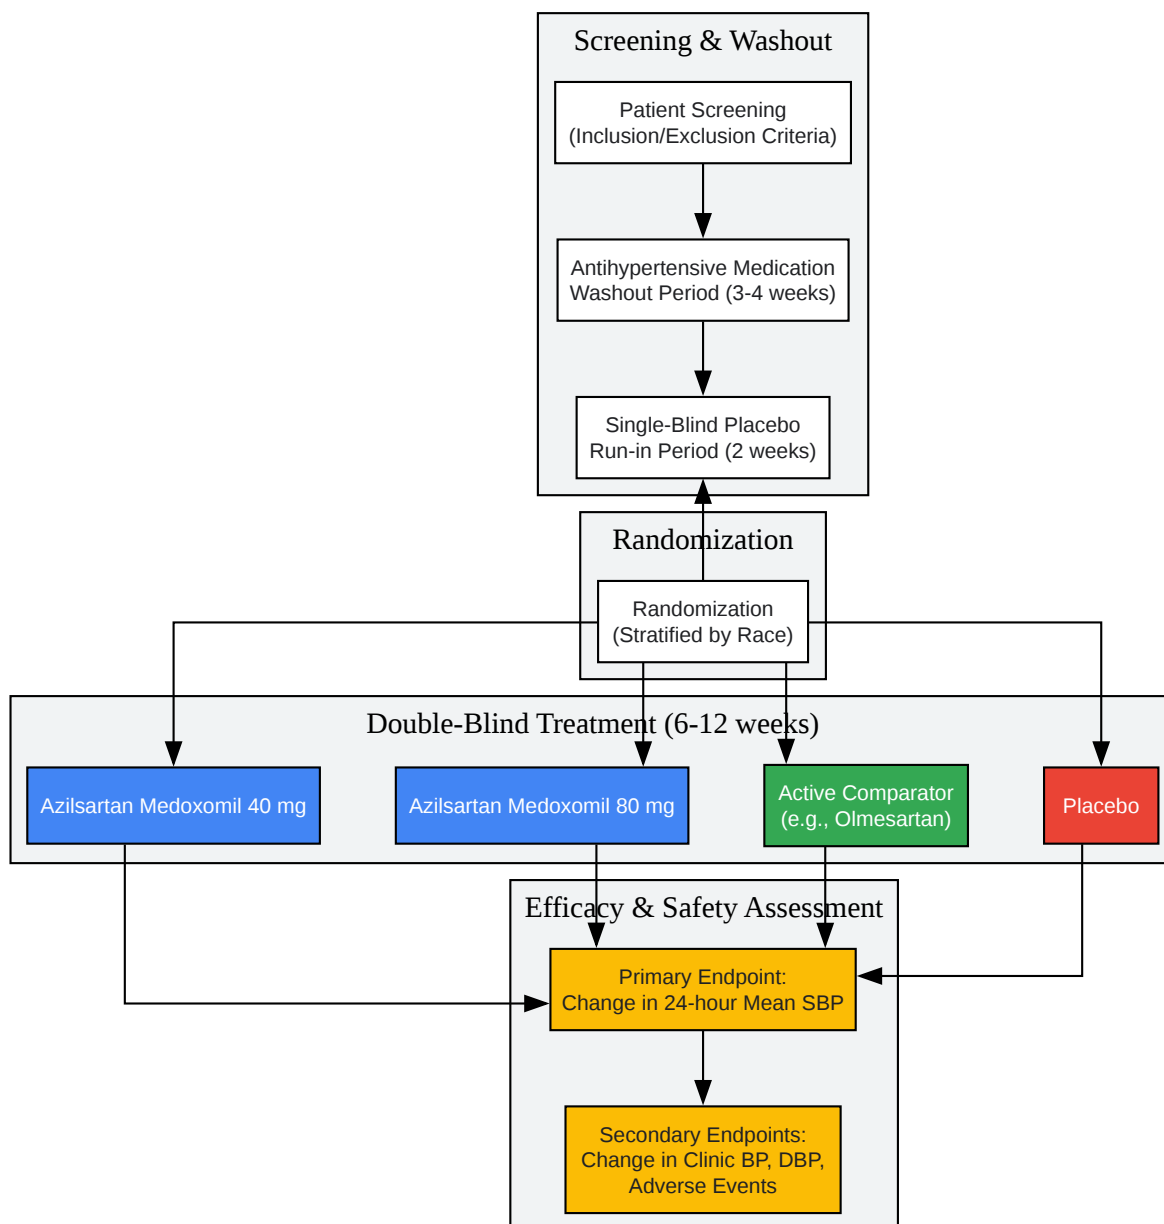 Screening & Washout
Patient Screening
(Inclusion/Exclusion Criteria)
Antihypertensive Medication
Washout Period (3-4 weeks)
Single-Blind Placebo
Run-in Period (2 weeks)
Randomization
Randomization
(Stratified by Race)
Double-Blind Treatment (6-12 weeks)
Azilsartan Medoxomil 40 mg
Azilsartan Medoxomil 80 mg
Active Comparator
(e.g., Olmesartan)
Placebo
Efficacy & Safety Assessment
Primary Endpoint:
Change in 24-hour Mean SBP
Secondary Endpoints:
Change in Clinic BP, DBP,
Adverse Events